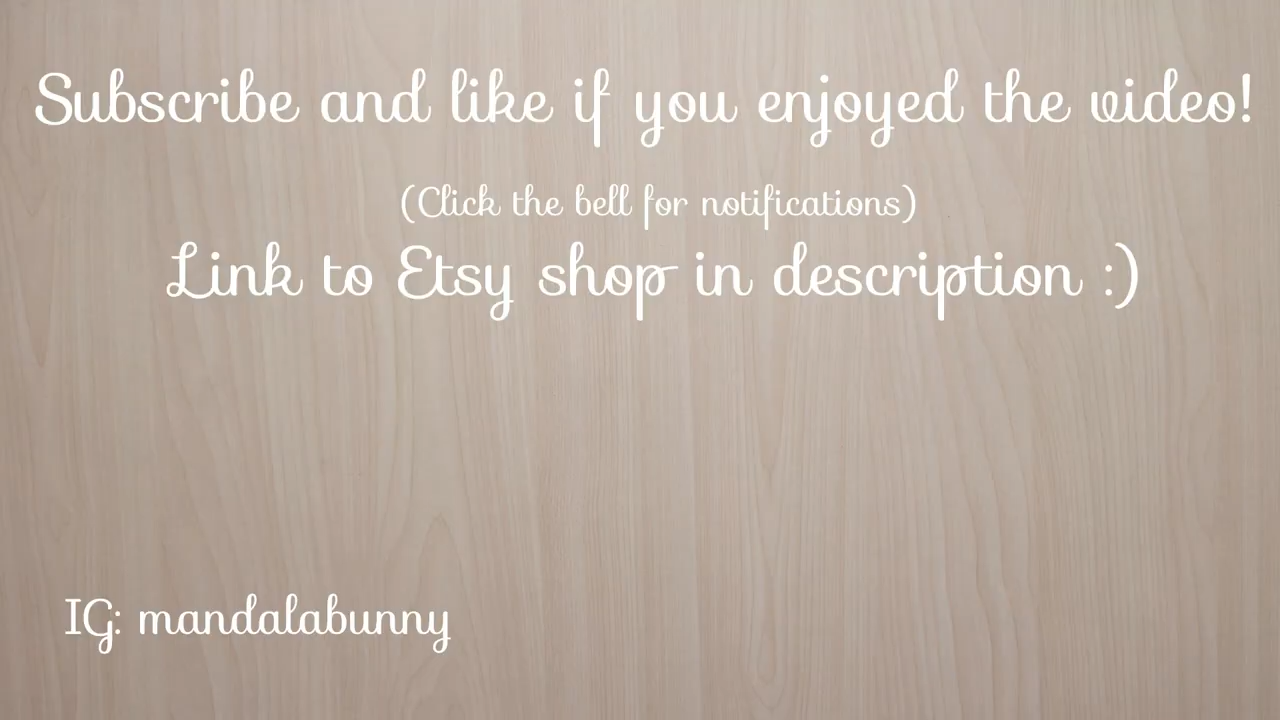 Subscribe and like if you enjoyed the video!
(Click the bell for notifications)
Link to Etsy shop in description :)
IG: mandalabunny